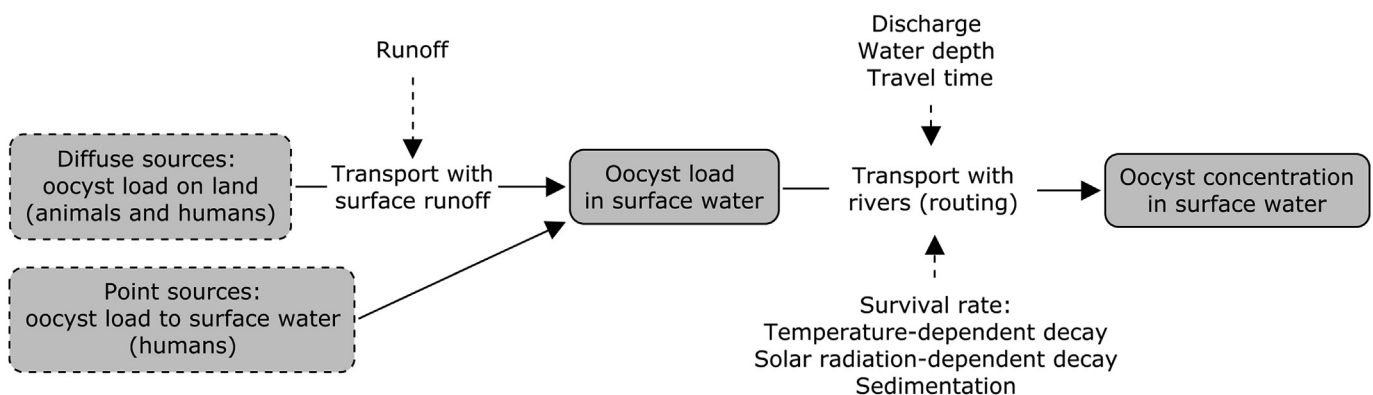 Runoff
Diffuse sources:
oocyst load on land
(animals and humans)
Transport with
surface runoff
Point sources:
oocyst load to surface water
(humans)
Oocyst load
in surface water
Discharge
Water depth
Travel time
Transport with
rivers (routing)
Survival rate:
Temperature-dependent decay
Solar radiation-dependent decay
Sedimentation
Oocyst concentration
in surface water